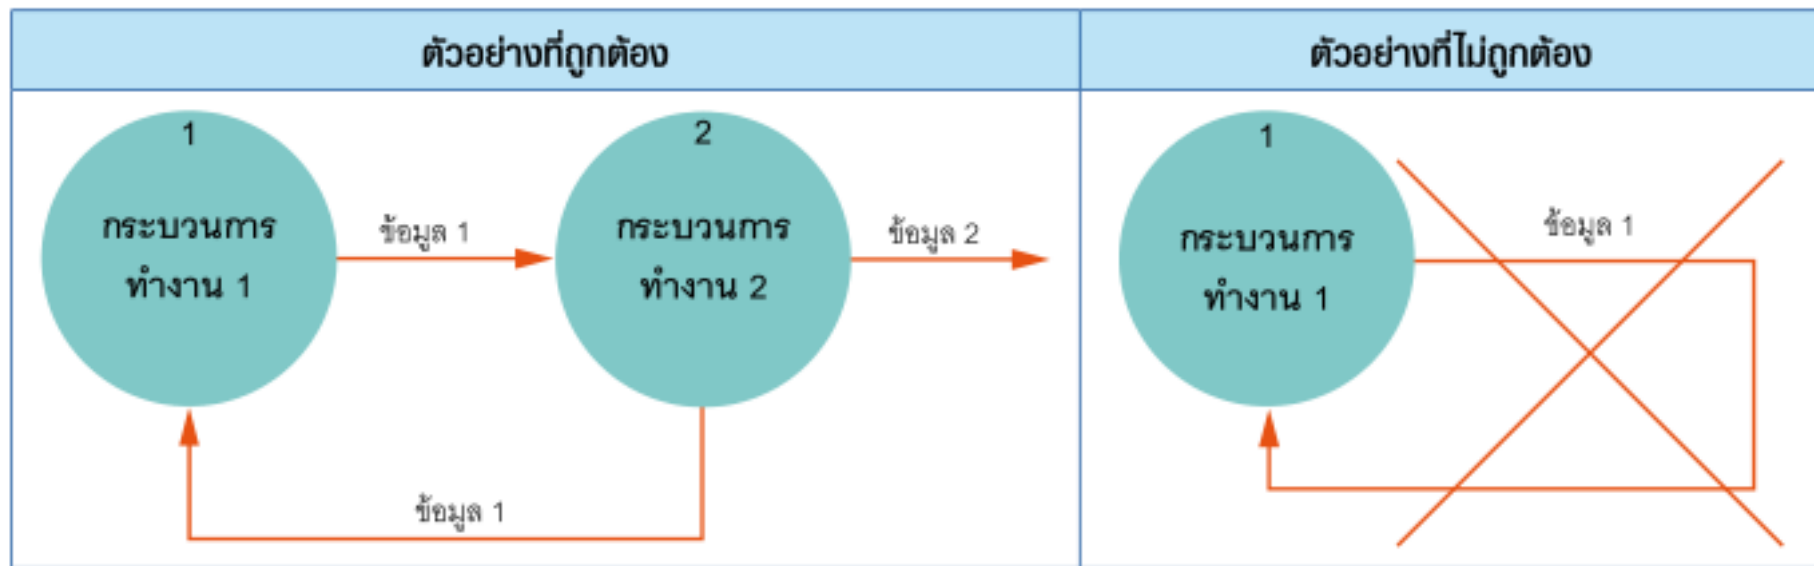 ตัวอย่างที่ถูกต้อง
ตัวอย่างที่ไม่ถูกต้อง
1
กระบวนการ
ทำงาน 1
ข้อมูล 1
2
กระบวนการ
ทำงาน 2
ข้อมูล 2
ข้อมูล 1
1
กระบวนการ
ทำงาน 1
ข้อมูล 1